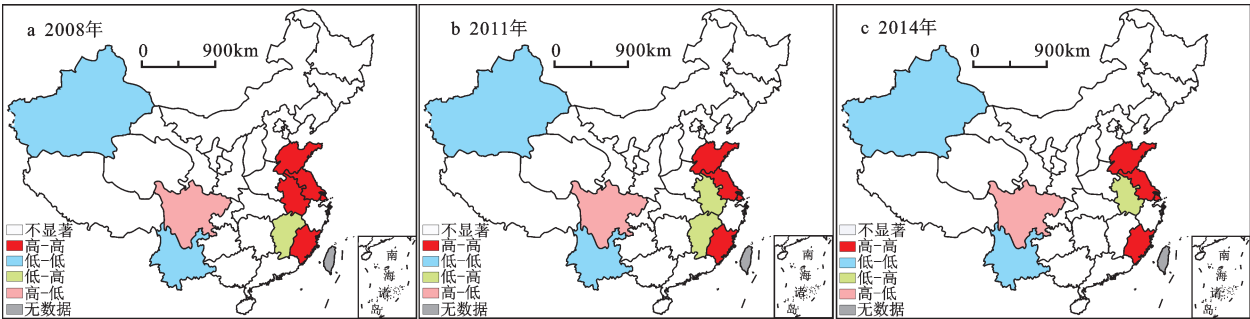 a 2008年
0 900km
不显著
高-高
低-低
低-高
高-低
无数据
南
海
诸
岛
b 2011年
0 900km
不显著
高-高
低-低
低-高
高-低
无数据
南
海
诸
岛
c 2014年
0 900km
不显著
高-高
低-低
低-高
高-低
无数据
南
海
诸
岛